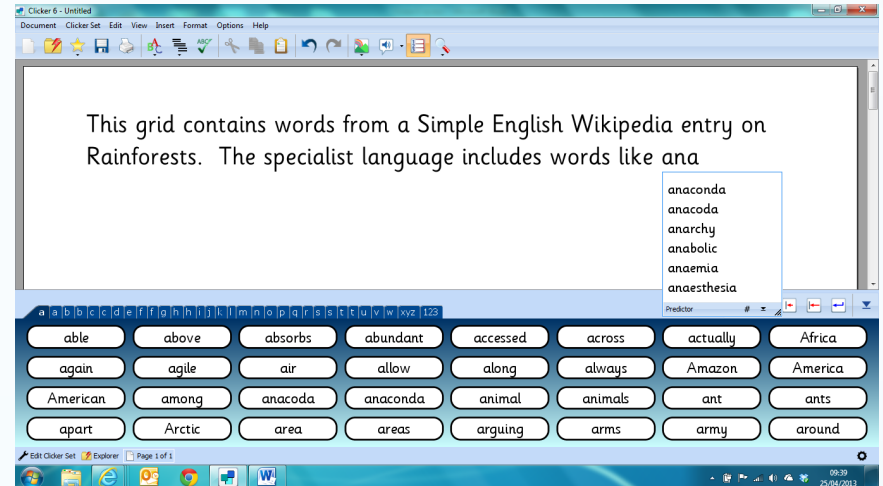 Clicker 6 - Untitled
Document Clicker Set Edit View Insert Format Options Help
This grid contains words from a Simple English Wikipedia entry on
Rainforests. The specialist language includes words like ana
anaconda
anacoda
anarchy
anabolic
anaemia
anaesthesia
Predictor #
a a b b c c d e f f g h h i j k l m n o p q r s s t t u v w xyz 123
able above absorbs abundant accessed across actually Africa
again agile air allow along always Amazon America
American among anacoda anaconda animal animals ant ants
apart Arctic area areas arguing arms army around
Edit Clicker Set Explorer Page 1 of 1
09:39
25/04/2013